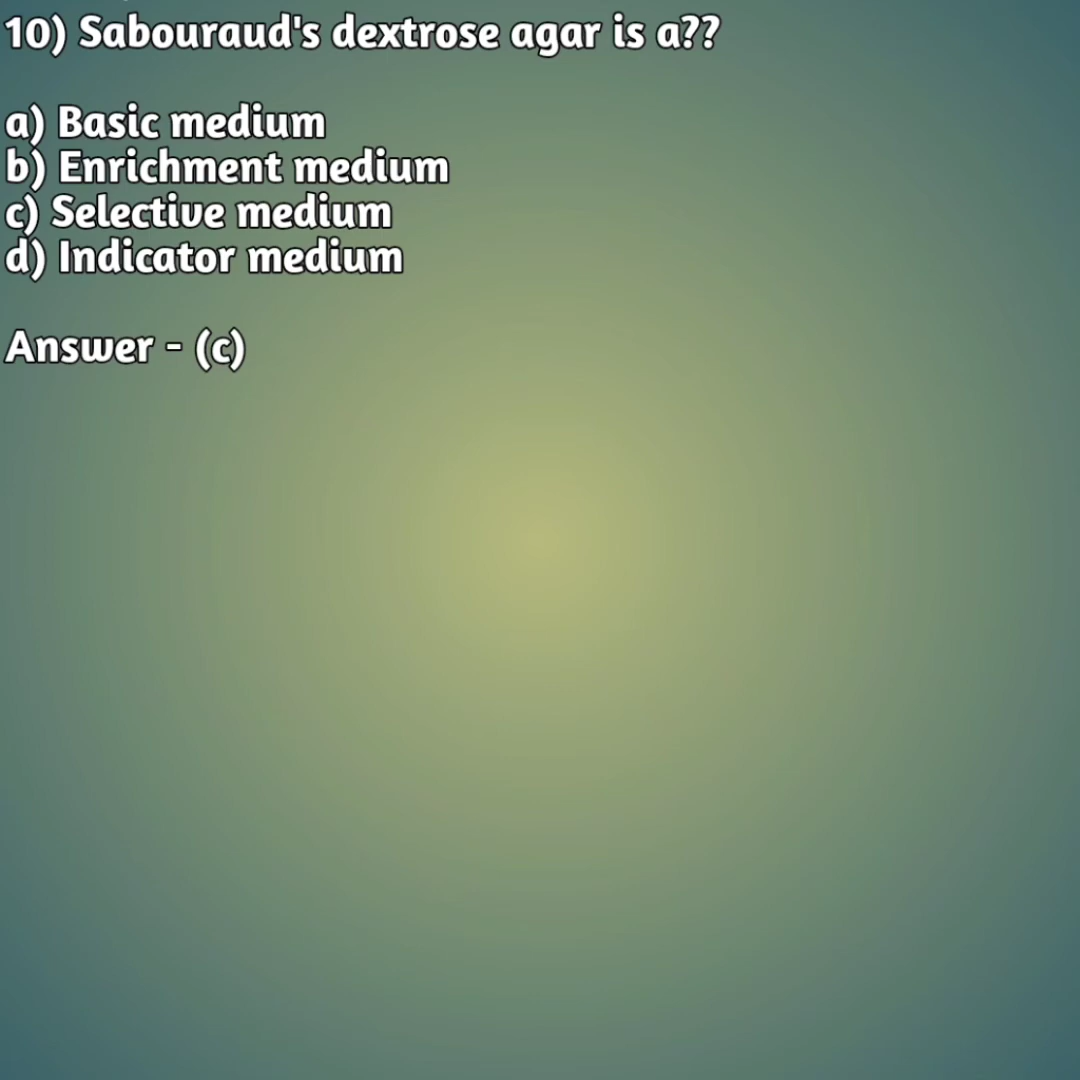 10) Sabouraud's dextrose agar is a??
a) Basic medium
b) Enrichment medium
c) Selective medium
d) Indicator medium
Answer - (c)